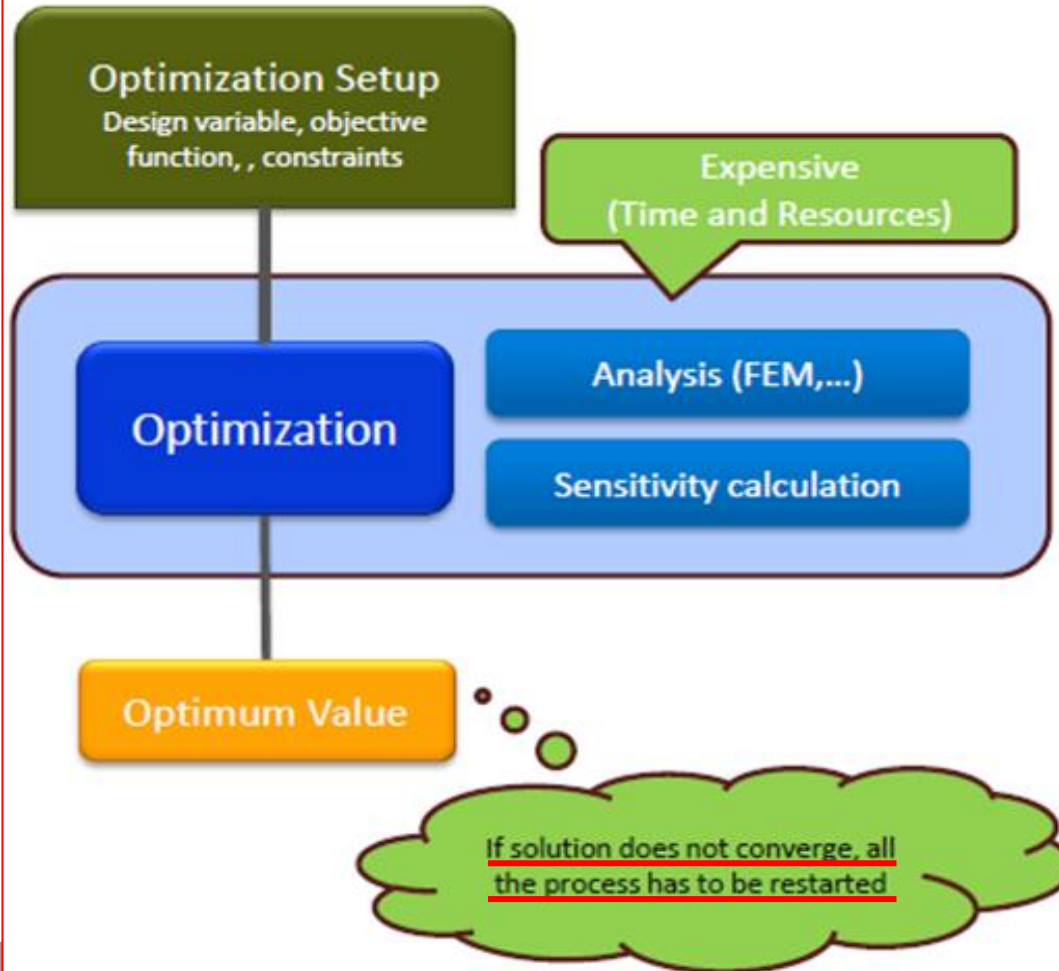 Optimization Setup
Design variable, objective
function, , constraints
Expensive
(Time and Resources)
Optimization
Analysis (FEM,...)
Sensitivity calculation
Optimum Value
If solution does not converge, all
the process has to be restarted